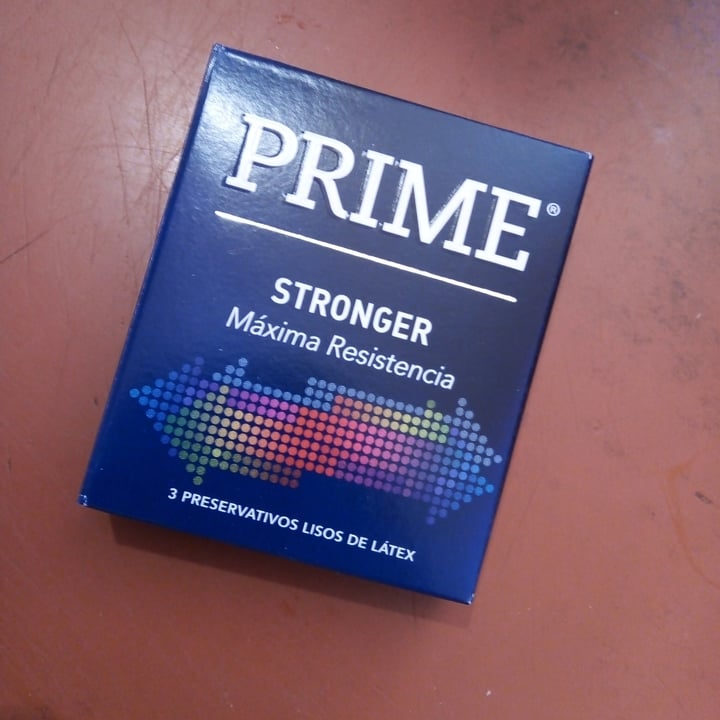 PRIME®
STRONGER
Máxima Resistencia
3 PRESERVATIVOS LISOS DE LÁTEX